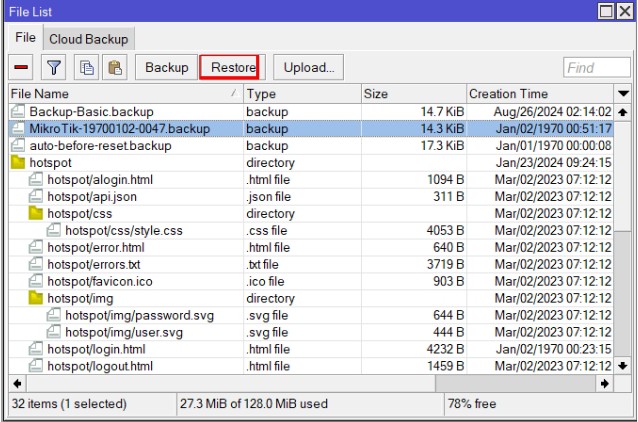 File List
File Cloud Backup
Backup Restore Upload... Find
File Name / Type Size Creation Time
Backup-Basic.backup backup 14.7 KiB Aug/26/2024 02:14:02
MikroTik-19700102-0047.backup backup 14.3 KiB Jan/02/1970 00:51:17
auto-before-reset.backup backup 17.3 KiB Jan/01/1970 00:00:08
hotspot directory Jan/23/2024 09:24:15
hotspot/alogin.html .html file 1094 B Mar/02/2023 07:12:12
hotspot/api.json .json file 311 B Mar/02/2023 07:12:12
hotspot/css directory Mar/02/2023 07:12:12
hotspot/css/style.css .css file 4053 B Mar/02/2023 07:12:12
hotspot/error.html .html file 640 B Mar/02/2023 07:12:12
hotspot/errors.txt .txt file 3719 B Mar/02/2023 07:12:12
hotspot/favicon.ico .ico file 903 B Mar/02/2023 07:12:12
hotspot/img directory Mar/02/2023 07:12:12
hotspot/img/password.svg .svg file 644 B Mar/02/2023 07:12:12
hotspot/img/user.svg .svg file 444 B Mar/02/2023 07:12:12
hotspot/login.html .html file 4232 B Jan/02/1970 00:23:15
hotspot/logout.html .html file 1459 B Mar/02/2023 07:12:12
32 items (1 selected) 27.3 MiB of 128.0 MiB used 78% free